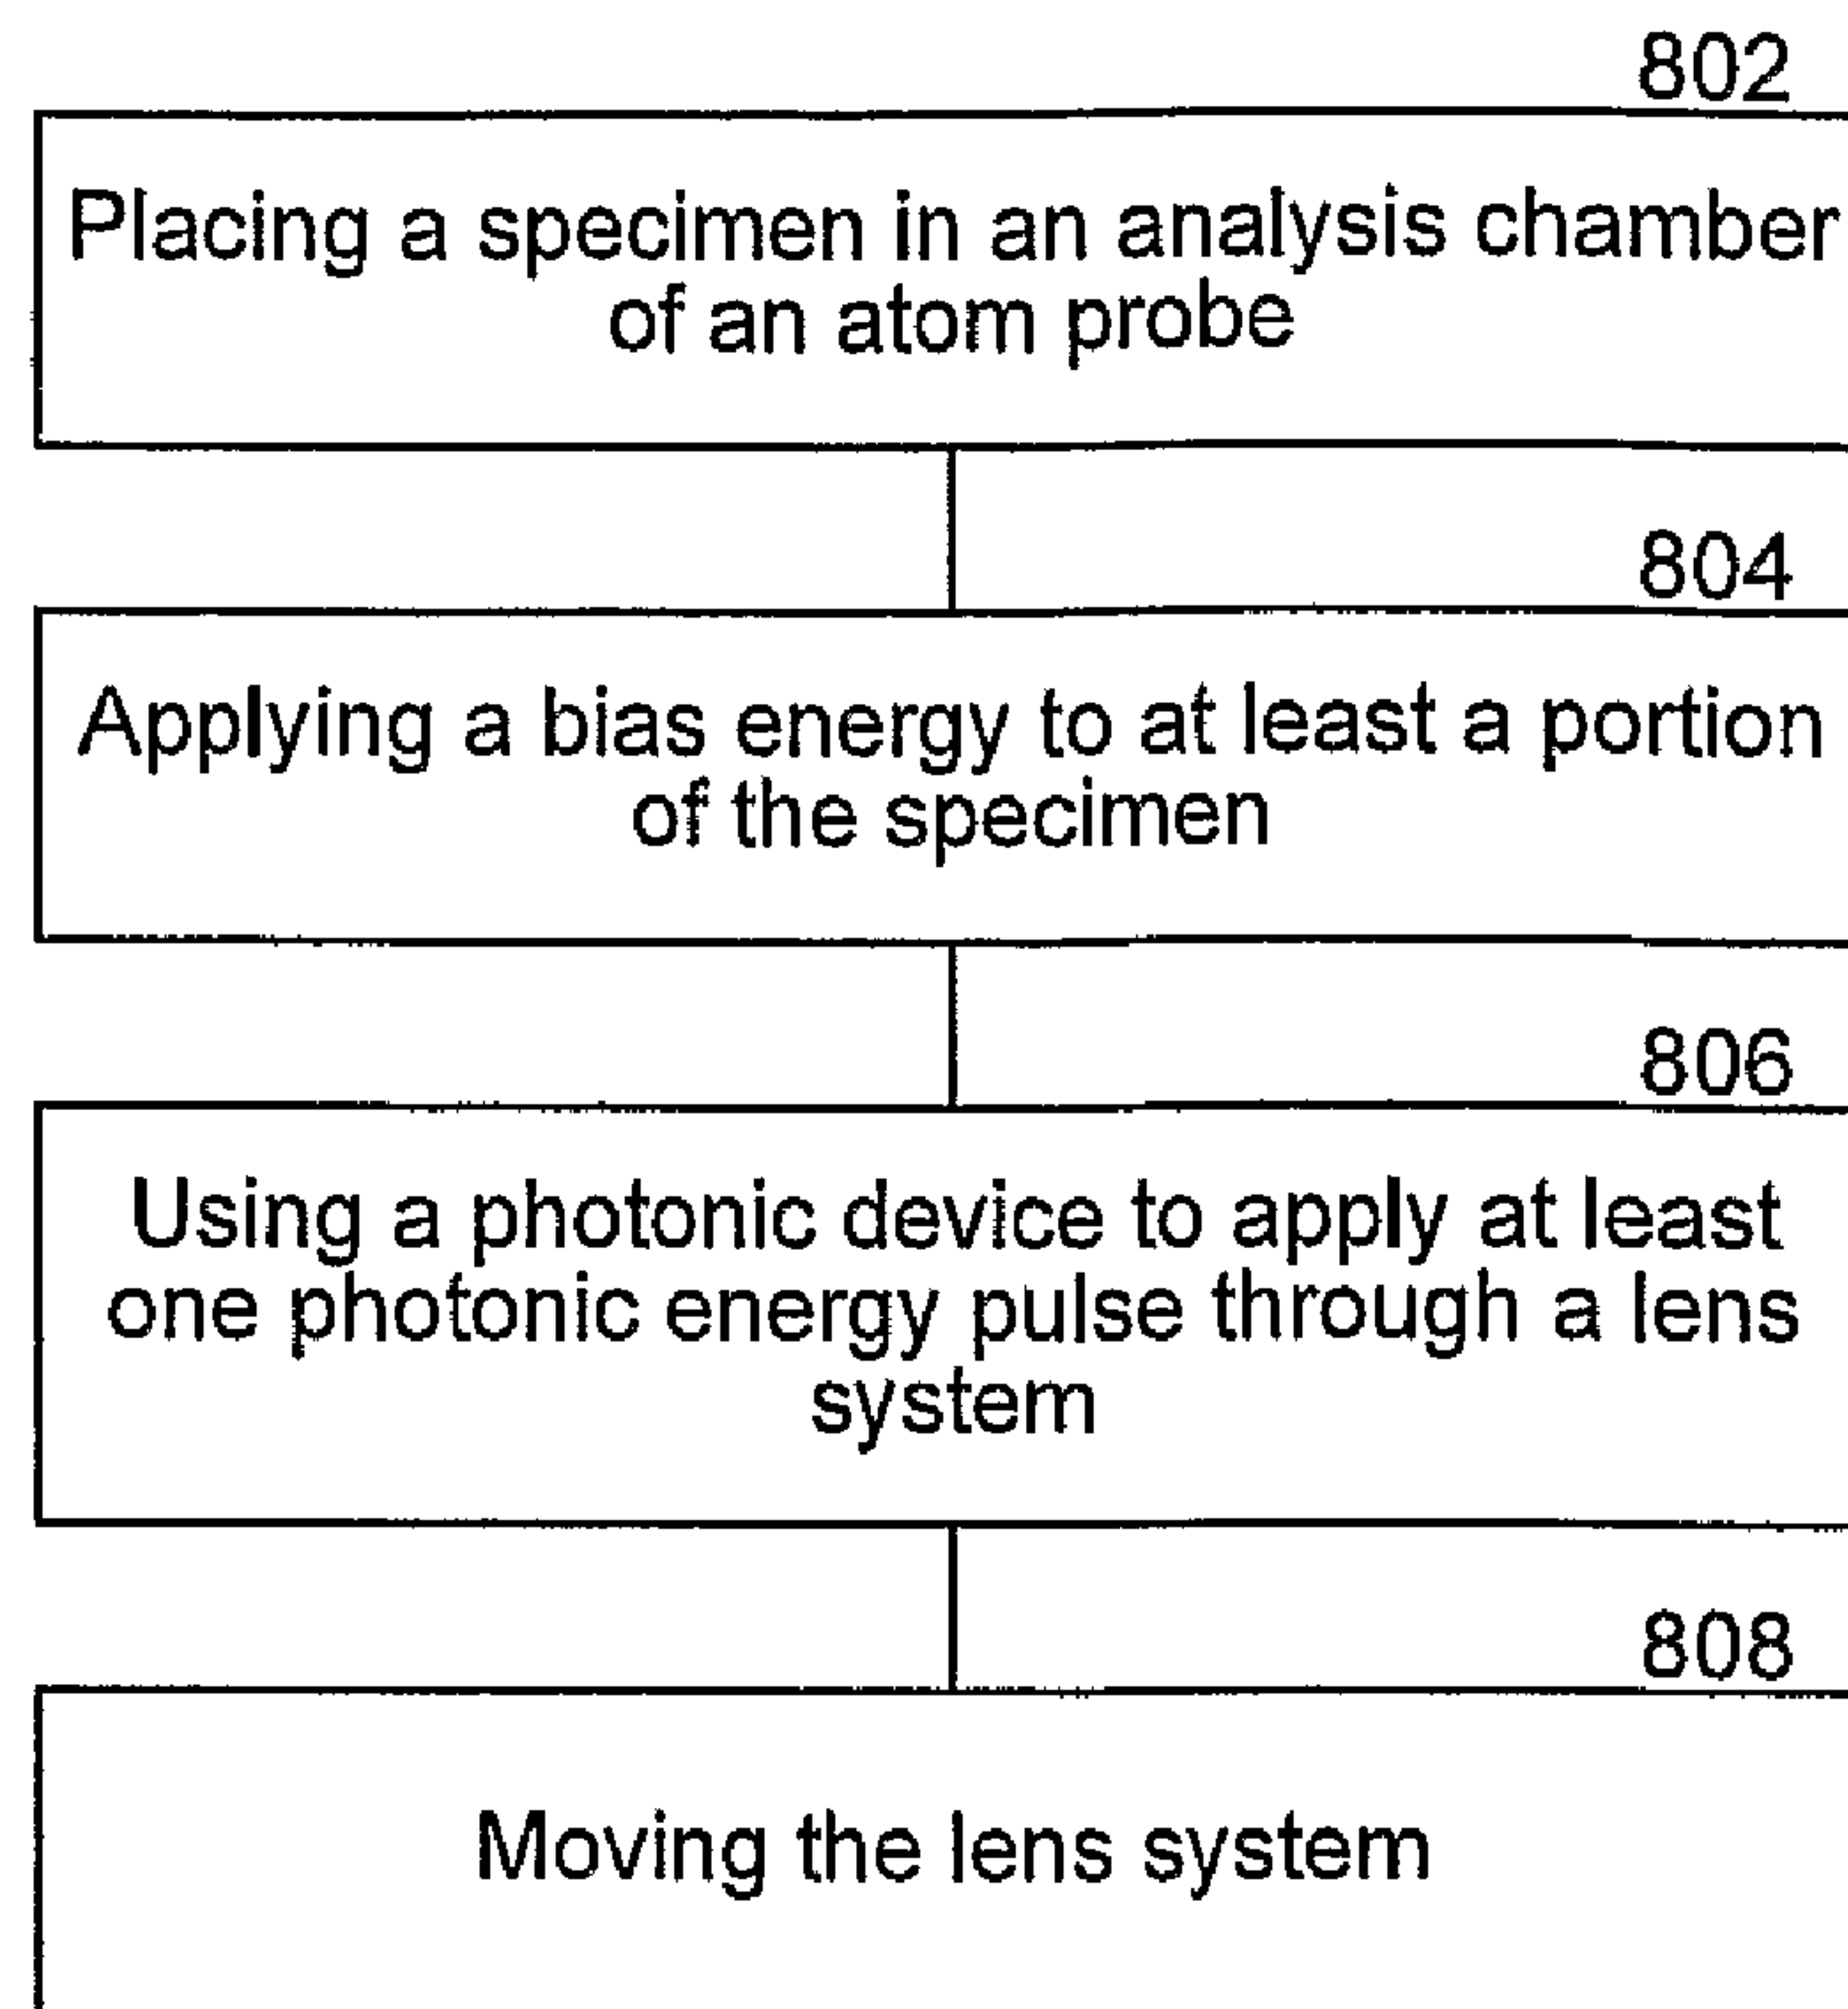 802
Placing a specimen in an analysis chamber
of an atom probe
804
Applying a bias energy to at least a portion
of the specimen
806
Using a photonic device to apply at least
one photonic energy pulse through a lens
system
808
Moving the lens system